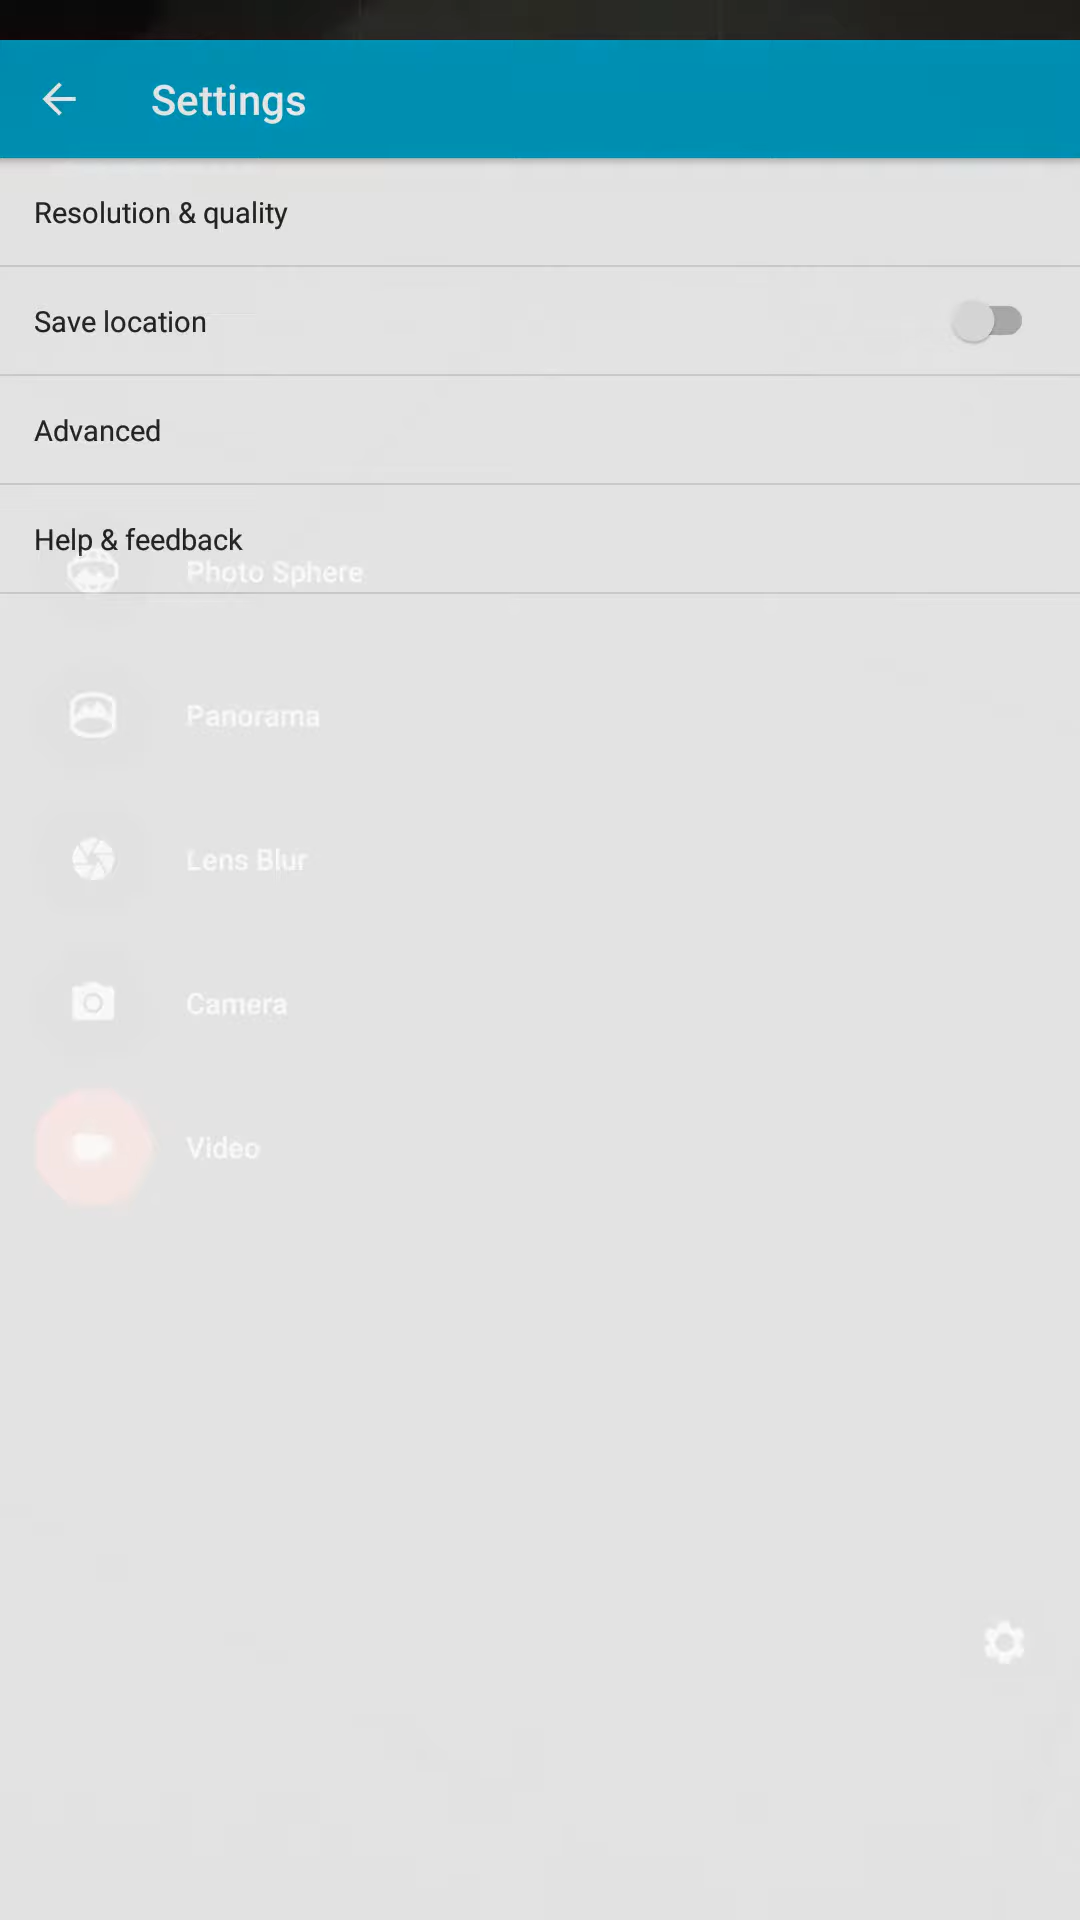 Settings
Resolution & quality
Save location
Advanced
Help & feedback
Photo Sphere
Panorama
Lens Blur
Camera
Video